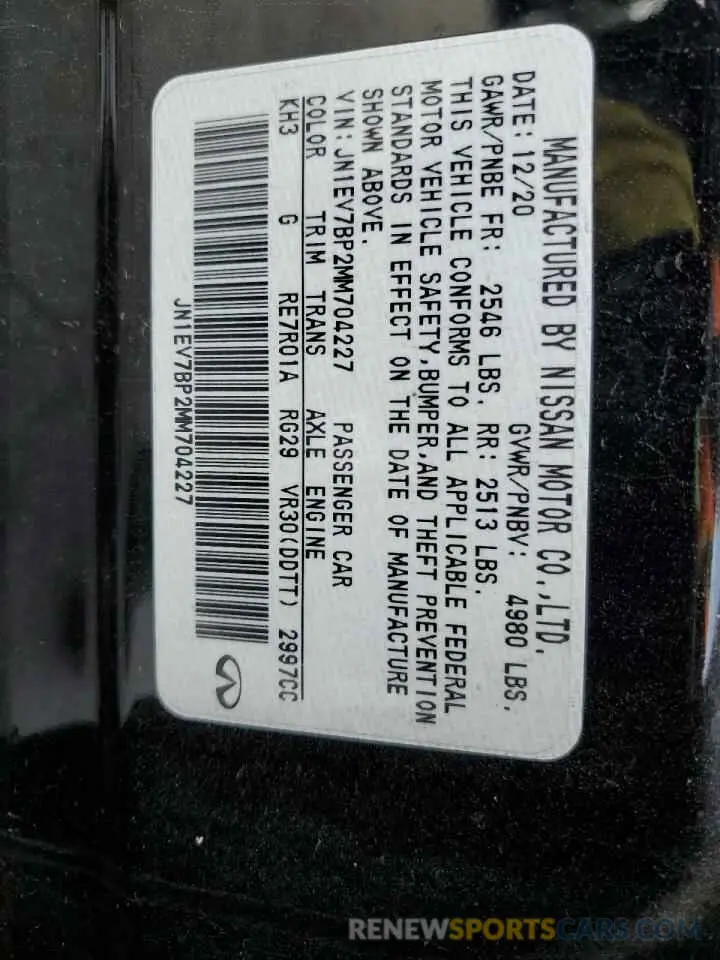 MANUFACTURED BY NISSAN MOTOR CO.,LTD.
DATE: 12/20 GVWR/PNBV: 4980 LBS.
GAWR/PNBE FR: 2546 LBS. RR: 2513 LBS.
THIS VEHICLE CONFORMS TO ALL APPLICABLE FEDERAL
MOTOR VEHICLE SAFETY,BUMPER,AND THEFT PREVENTION
STANDARDS IN EFFECT ON THE DATE OF MANUFACTURE
SHOWN ABOVE.
VIN:JN1EV7BP2MM704227 PASSENGER CAR
COLOR TRIM TRANS AXLE ENGINE
KH3 G RE7R01A RG29 VR30(DDTT) 2997CC
JN1EV7BP2MM704227
RENEWSPORTSCARS.COM